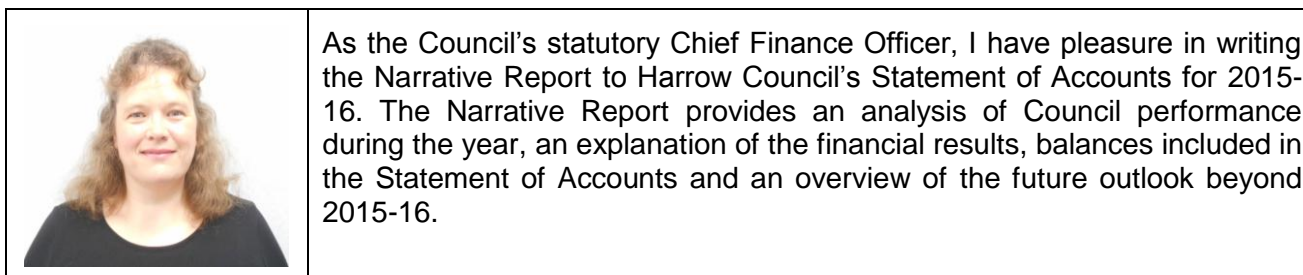 As the Council’s statutory Chief Finance Officer, I have pleasure in writing
the Narrative Report to Harrow Council’s Statement of Accounts for 2015-
16. The Narrative Report provides an analysis of Council performance
during the year, an explanation of the financial results, balances included in
the Statement of Accounts and an overview of the future outlook beyond
2015-16.